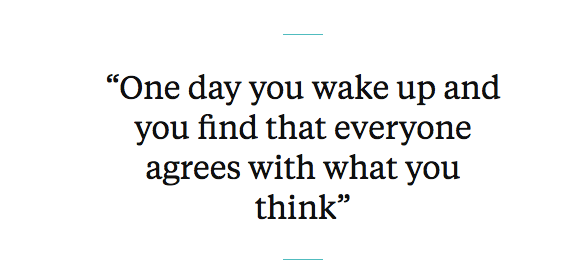 “One day you wake up and
you find that everyone
agrees with what you
think”